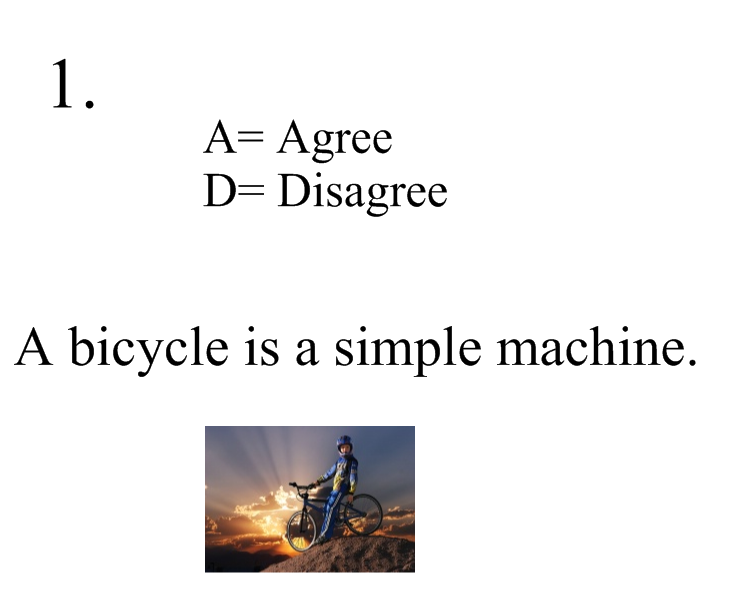 1.
A= Agree
D= Disagree
A bicycle is a simple machine.